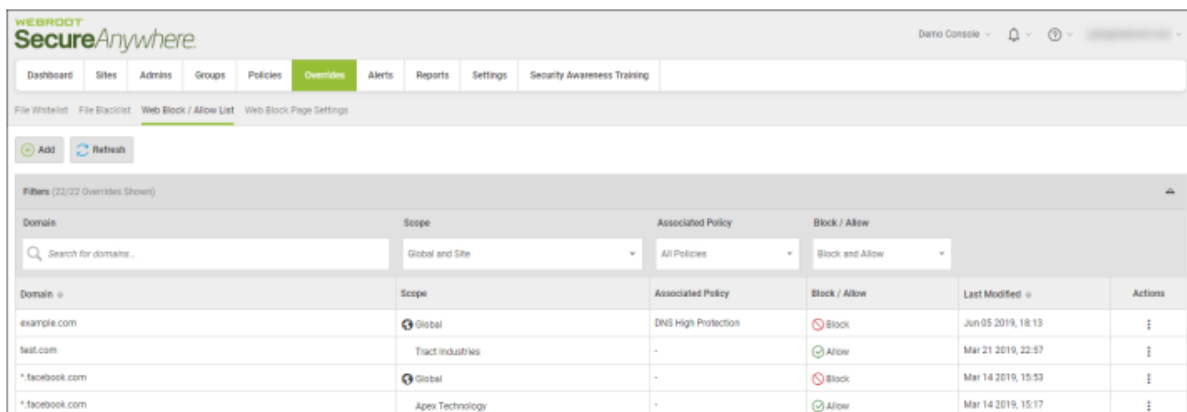 WEBROOT
SecureAnywhere
Demo Console
Dashboard Sites Admins Groups Policies Overrides Alerts Reports Settings Security Awareness Training
File Whitelist File Blacklist Web Block / Allow List Web Block Page Settings
Add Refresh
Filters (22/22 Overrides Shown)
Domain Scope Associated Policy Block / Allow
Search for domains... Global and Site All Policies Block and Allow
Domain Scope Associated Policy Block / Allow Last Modified Actions
example.com Global DNS High Protection Block Jun 05 2019, 18:13
test.com Tract Industries - Allow Mar 21 2019, 22:57
*.facebook.com Global - Block Mar 14 2019, 15:53
*.facebook.com Apex Technology - Allow Mar 14 2019, 15:17